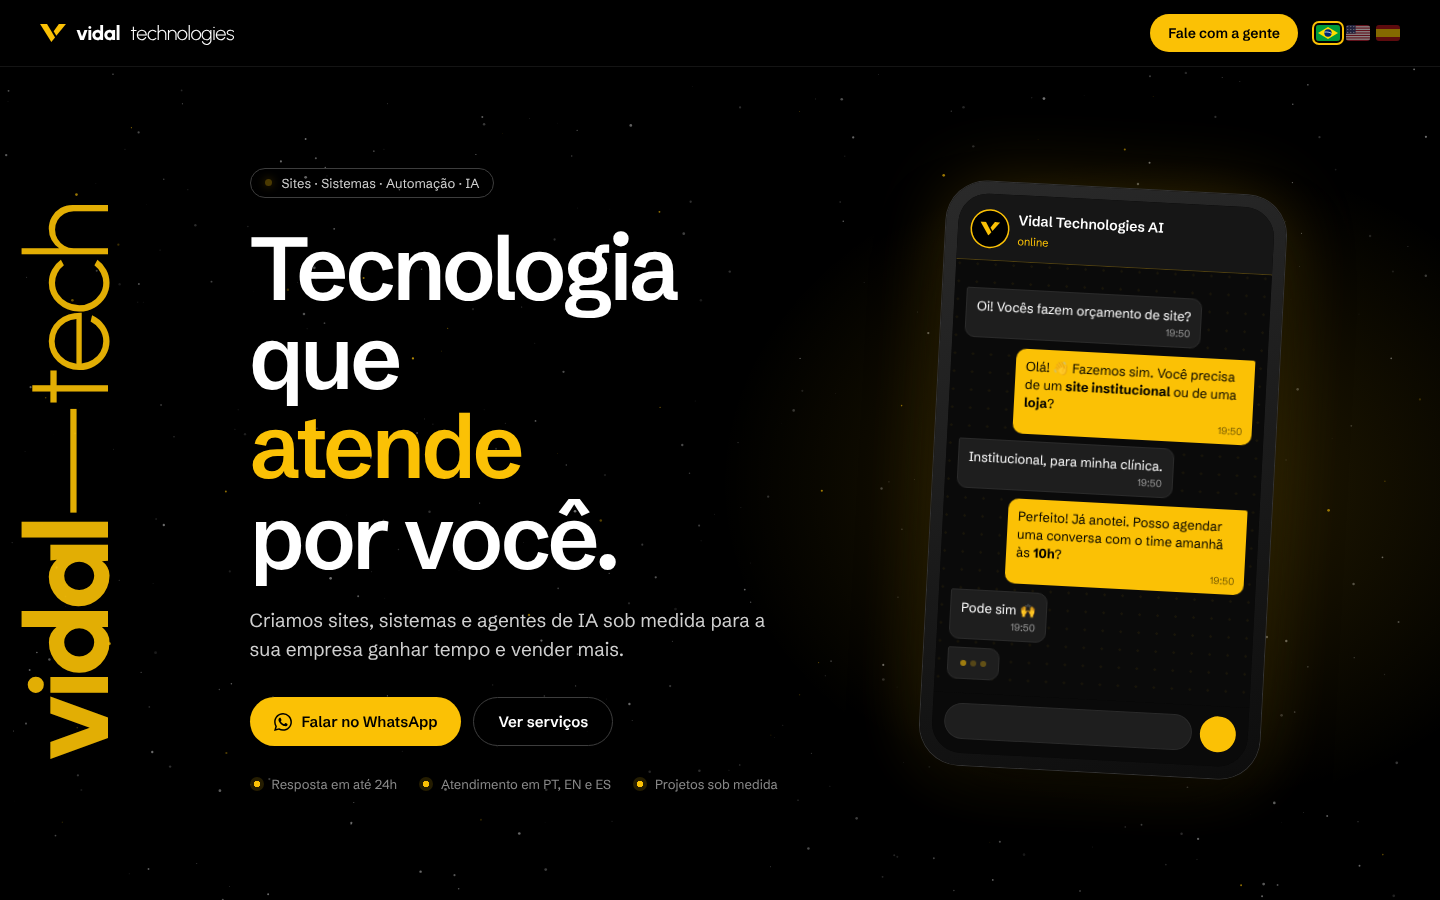 vidal technologies
Fale com a gente
vidal—tech
Sites · Sistemas · Automação · IA
Tecnologia
que
atende
por você.
Criamos sites, sistemas e agentes de IA sob medida para a
sua empresa ganhar tempo e vender mais.
Falar no WhatsApp
Ver serviços
Resposta em até 24h
Atendimento em PT, EN e ES
Projetos sob medida
Vidal Technologies AI
online
Oi! Vocês fazem orçamento de site?
19:50
Olá! 👋 Fazemos sim. Você precisa
de um site institucional ou de uma
loja?
19:50
Institucional, para minha clínica.
19:50
Perfeito! Já anotei. Posso agendar
uma conversa com o time amanhã
às 10h?
19:50
Pode sim 🙌
19:50